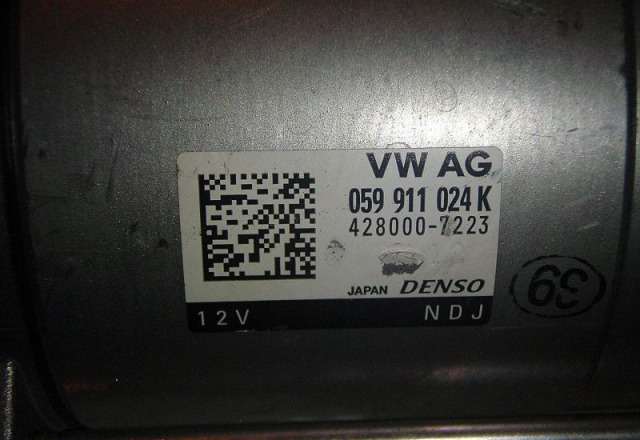 VW AG
059 911 024 K
428000-7223
JAPAN DENSO
12V NDJ
39